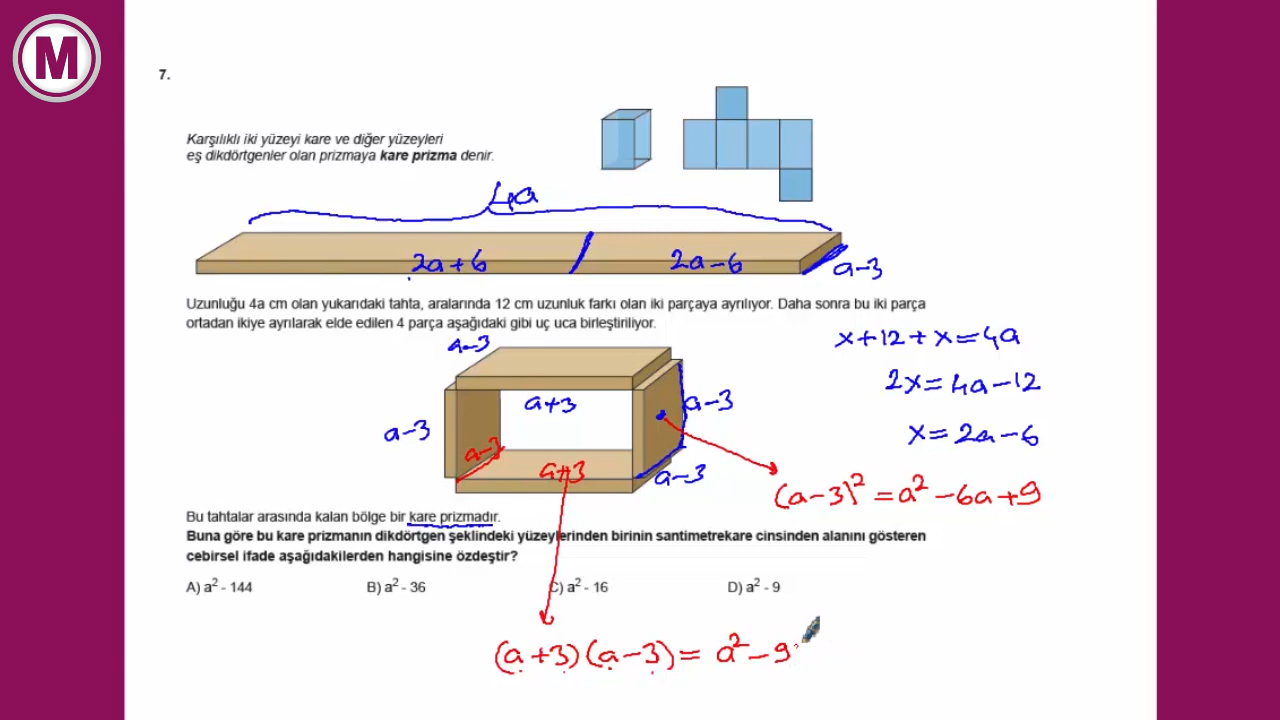 M
7.
Karşılıklı iki yüzeyi kare ve diğer yüzeyleri
eş dikdörtgenler olan prizmaya kare prizma denir.
4a
2a+6
2a-6
a-3
Uzunluğu 4a cm olan yukarıdaki tahta, aralarında 12 cm uzunluk farkı olan iki parçaya ayrılıyor. Daha sonra bu iki parça
ortadan ikiye ayrılarak elde edilen 4 parça aşağıdaki gibi uç uca birleştiriliyor.
x+12+x=4a
2x=4a-12
x=2a-6
a-3
a+3
a-3
a-3
a-3
a+3
a-3
(a-3)² = a² -6a+9
Bu tahtalar arasında kalan bölge bir kare prizmadır.
Buna göre bu kare prizmanın dikdörtgen şeklindeki yüzeylerinden birinin santimetrekare cinsinden alanını gösteren
cebirsel ifade aşağıdakilerden hangisine özdeştir?
A) a² - 144 B) a² - 36 C) a² - 16 D) a² - 9
(a+3)(a-3) = a² - 9